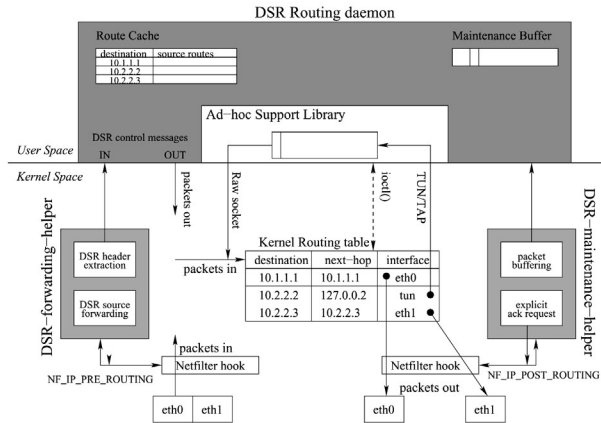 DSR Routing daemon
Route Cache
destination source routes
10.1.1.1
10.2.2.2
10.2.2.3
Maintenance Buffer
Ad-hoc Support Library
DSR control messages
IN OUT
User Space
Kernel Space
packets out
Raw socket
ioctl()
TUN/TAP
DSR-forwarding-helper
DSR header
extraction
DSR source
forwarding
packets in
Kernel Routing table
destination next-hop interface
10.1.1.1 10.1.1.1 eth0
10.2.2.2 127.0.0.2 tun
10.2.2.3 10.2.2.3 eth1
DSR-maintenance-helper
packet
buffering
explicit
ack request
packets in
Netfilter hook
NF_IP_PRE_ROUTING
Netfilter hook
NF_IP_POST_ROUTING
packets out
eth0 eth1
eth0
eth1